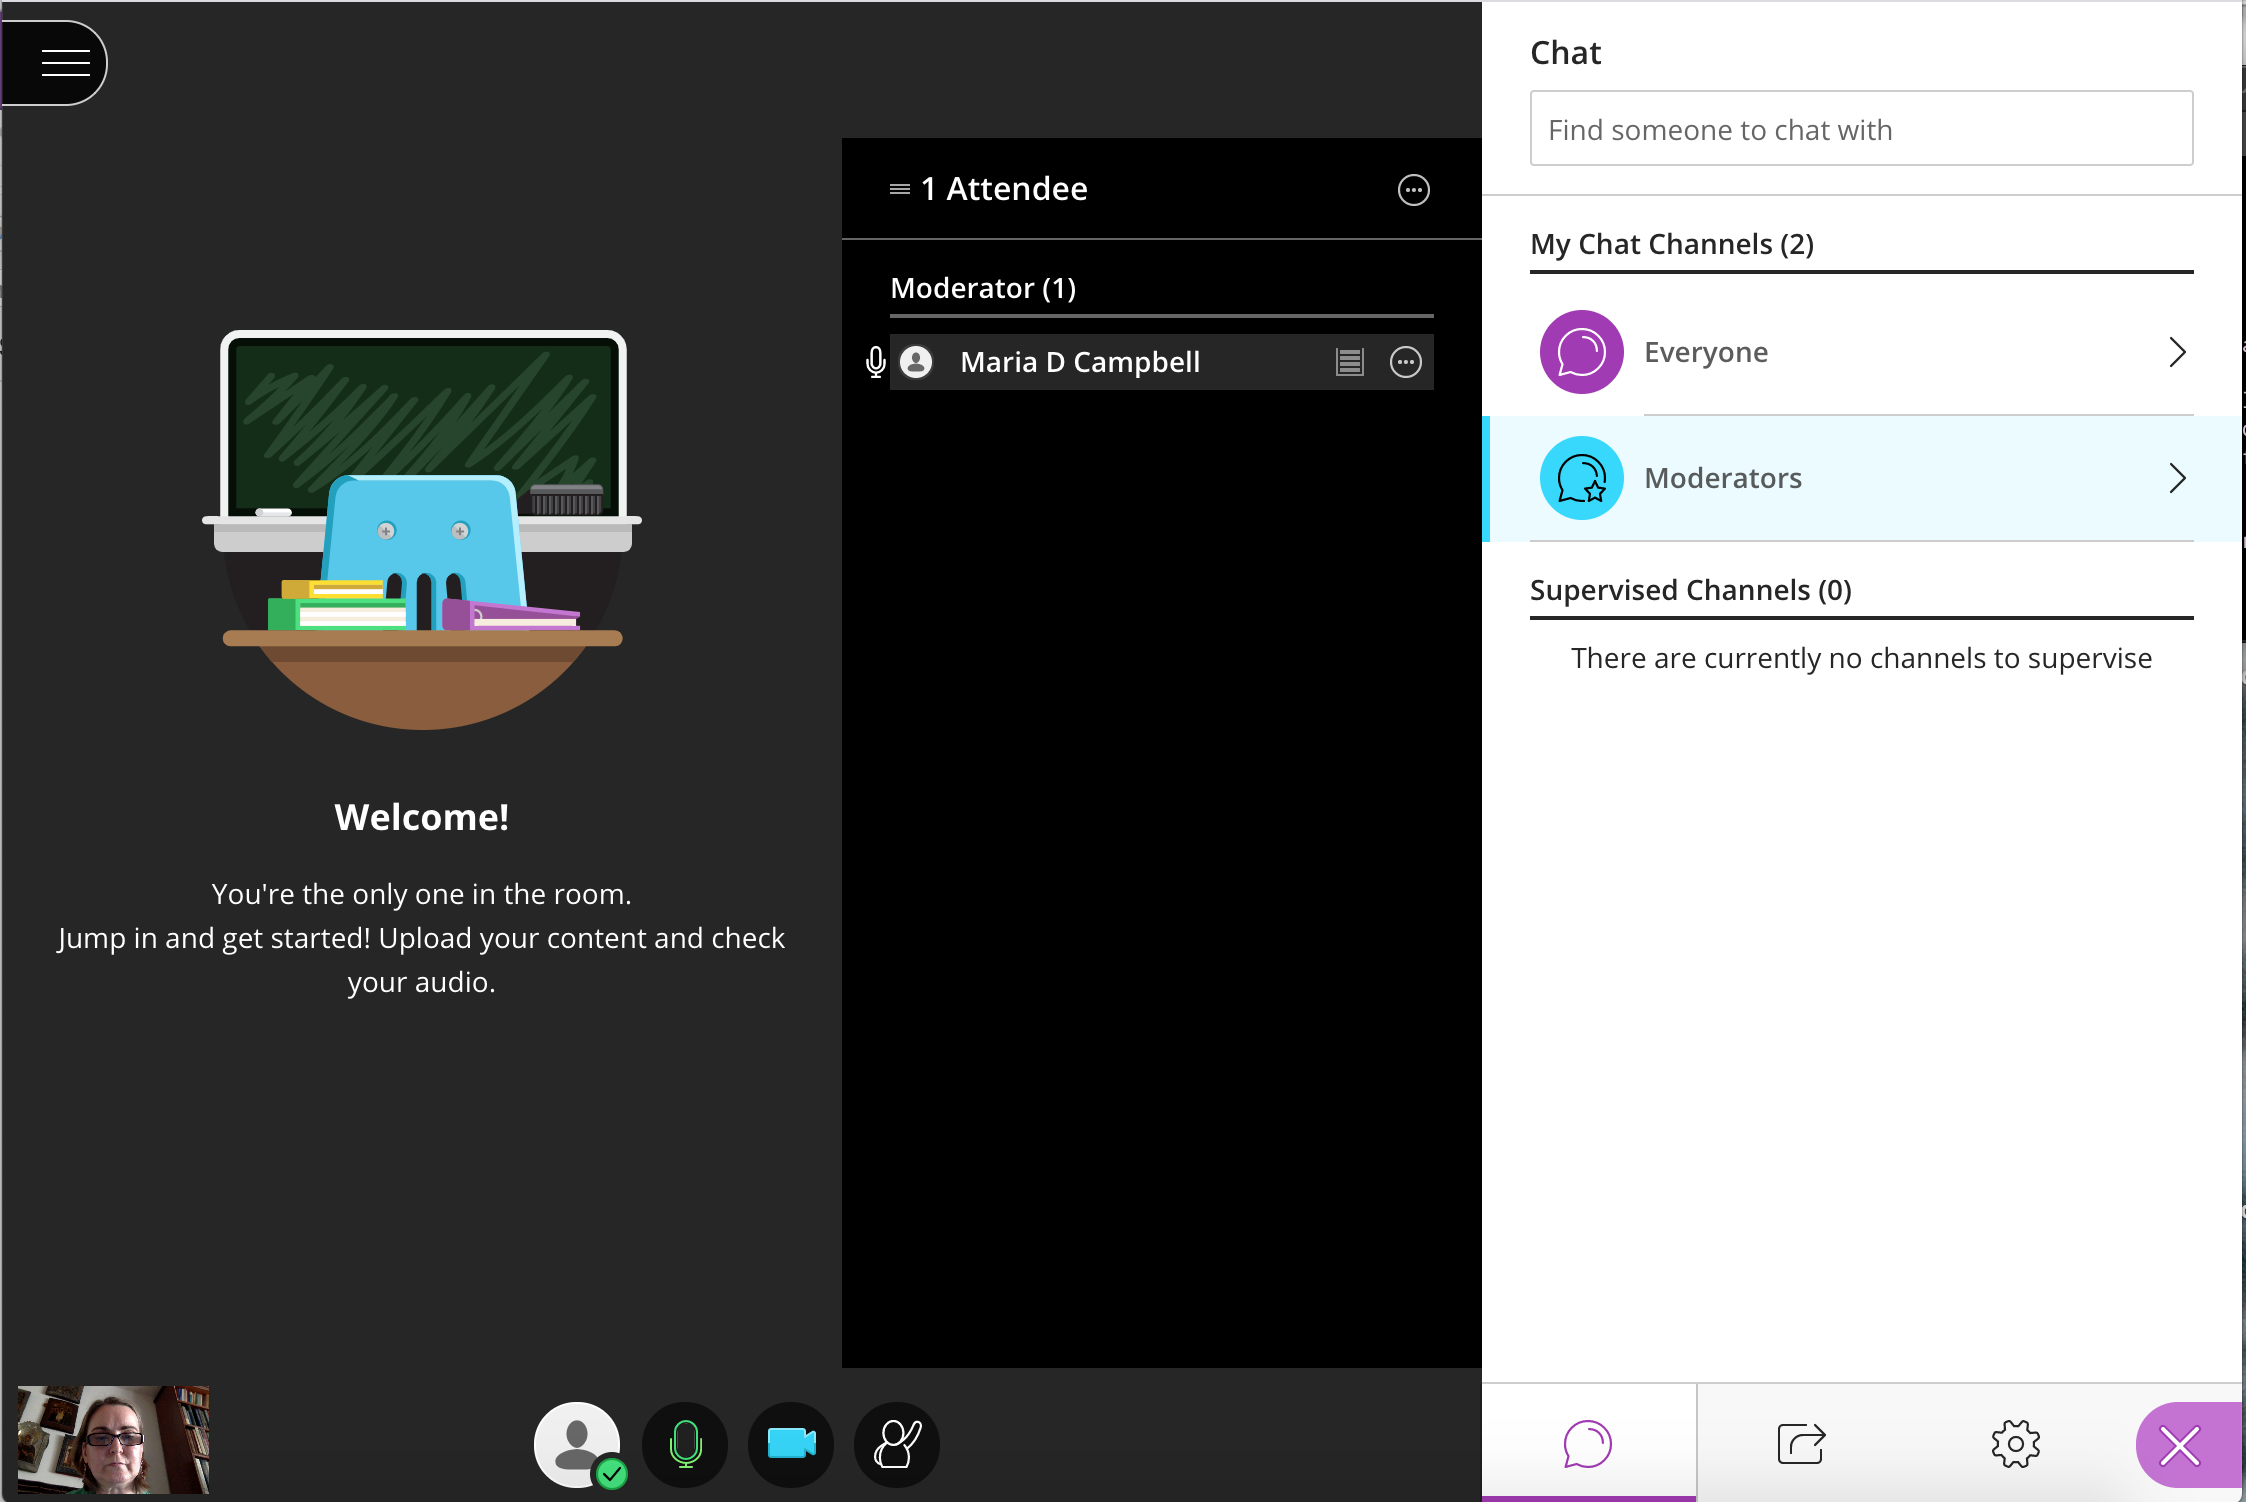 Welcome!
You're the only one in the room.
Jump in and get started! Upload your content and check
your audio.
1 Attendee
Moderator (1)
Maria D Campbell
Chat
Find someone to chat with
My Chat Channels (2)
Everyone
Moderators
Supervised Channels (0)
There are currently no channels to supervise